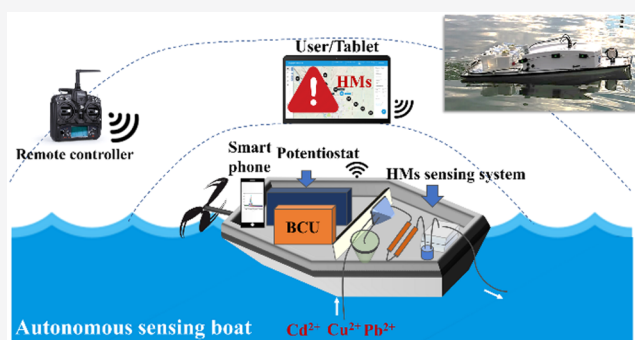 User/Tablet
HMs
Remote controller
Smart
phone
Potentiostat
HMs sensing system
BCU
Autonomous sensing boat
Cd²⁺ Cu²⁺ Pb²⁺